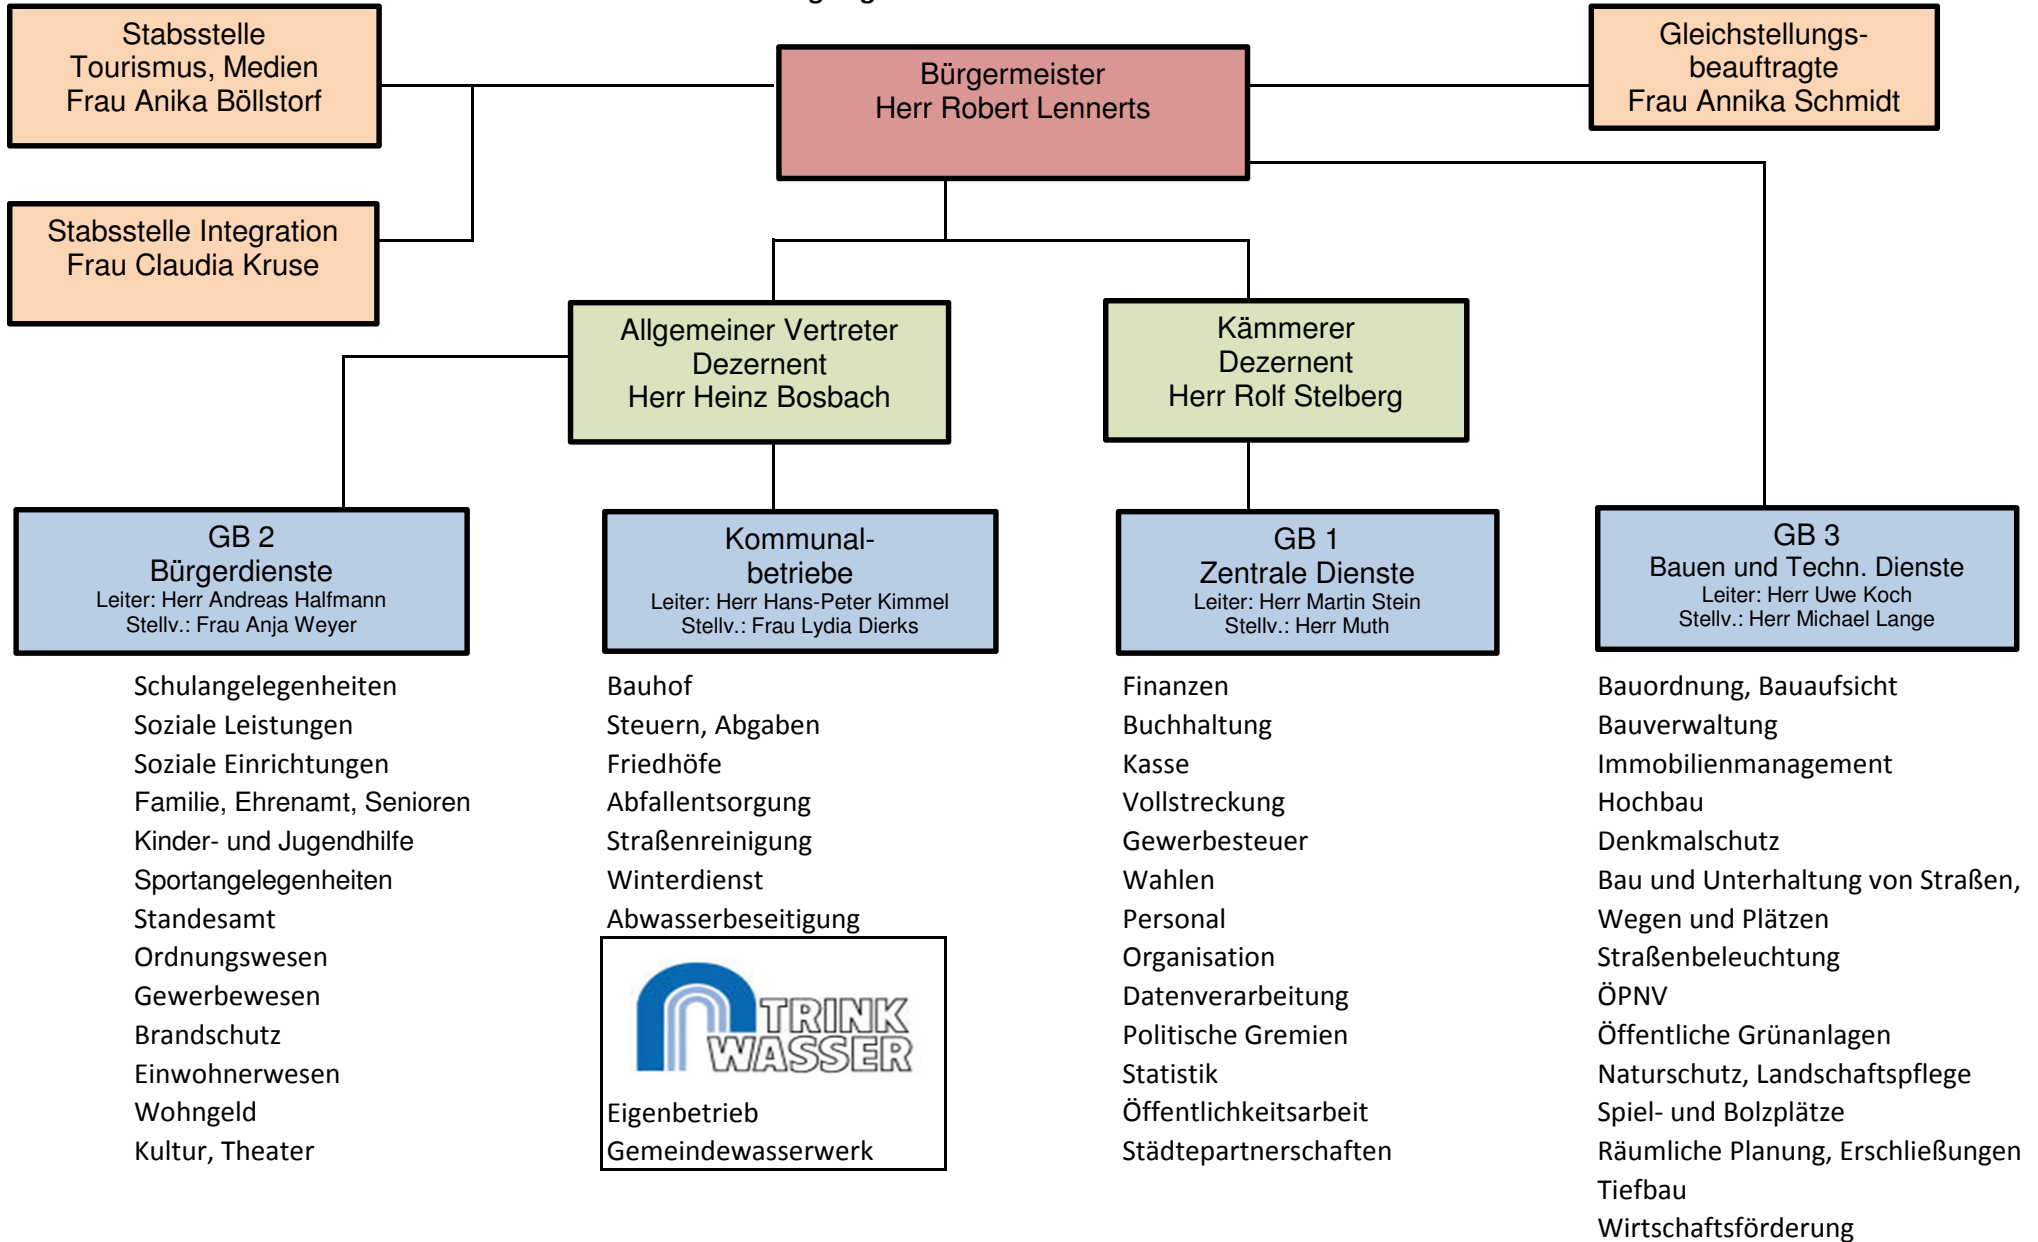 Stabsstelle
Tourismus, Medien
Frau Anika Böllstorf
Bürgermeister
Herr Robert Lennerts
Gleichstellungs-
beauftragte
Frau Annika Schmidt
Stabsstelle Integration
Frau Claudia Kruse
Allgemeiner Vertreter
Dezernent
Herr Heinz Bosbach
Kämmerer
Dezernent
Herr Rolf Stelberg
GB 2
Bürgerdienste
Leiter: Herr Andreas Halfmann
Stellv.: Frau Anja Weyer
Schulangelegenheiten
Soziale Leistungen
Soziale Einrichtungen
Familie, Ehrenamt, Senioren
Kinder- und Jugendhilfe
Sportangelegenheiten
Standesamt
Ordnungswesen
Gewerbewesen
Brandschutz
Einwohnerwesen
Wohngeld
Kultur, Theater
Kommunal-
betriebe
Leiter: Herr Hans-Peter Kimmel
Stellv.: Frau Lydia Dierks
Bauhof
Steuern, Abgaben
Friedhöfe
Abfallentsorgung
Straßenreinigung
Winterdienst
Abwasserbeseitigung
TRINK
WASSER
Eigenbetrieb
Gemeindewasserwerk
GB 1
Zentrale Dienste
Leiter: Herr Martin Stein
Stellv.: Herr Muth
Finanzen
Buchhaltung
Kasse
Vollstreckung
Gewerbesteuer
Wahlen
Personal
Organisation
Datenverarbeitung
Politische Gremien
Statistik
Öffentlichkeitsarbeit
Städtepartnerschaften
GB 3
Bauen und Techn. Dienste
Leiter: Herr Uwe Koch
Stellv.: Herr Michael Lange
Bauordnung, Bauaufsicht
Bauverwaltung
Immobilienmanagement
Hochbau
Denkmalschutz
Bau und Unterhaltung von Straßen,
Wegen und Plätzen
Straßenbeleuchtung
ÖPNV
Öffentliche Grünanlagen
Naturschutz, Landschaftspflege
Spiel- und Bolzplätze
Räumliche Planung, Erschließungen
Tiefbau
Wirtschaftsförderung